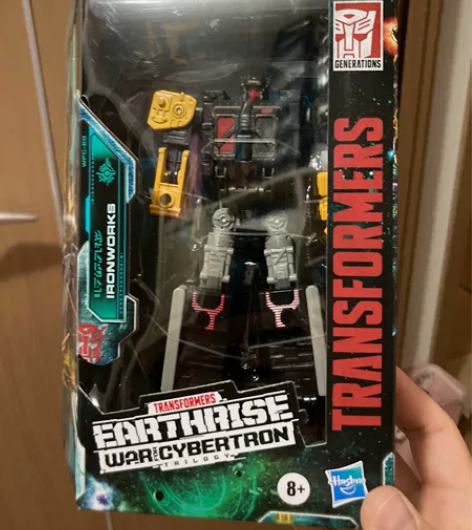 GENERATIONS
TRANSFORMERS
IRONWORKS
TRANSFORMERS
EARTHRISE
WAR FOR CYBERTRON
TRILOGY
8+
Hasbro